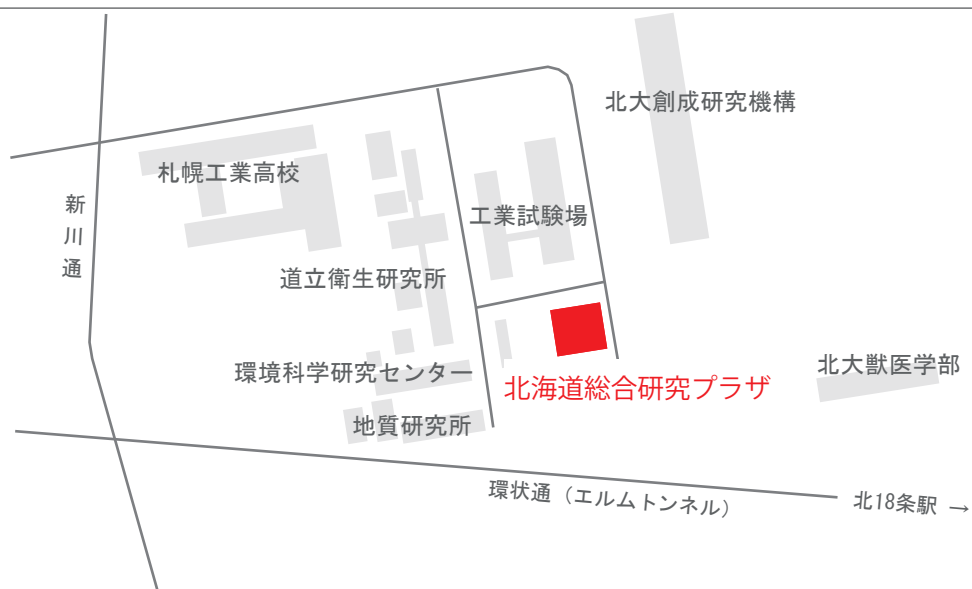 北大創成研究機構
札幌工業高校
新川通
工業試験場
道立衛生研究所
環境科学研究センター
北大獣医学部
北海道総合研究プラザ
地質研究所
環状通（エルムトンネル）
北18条駅 →